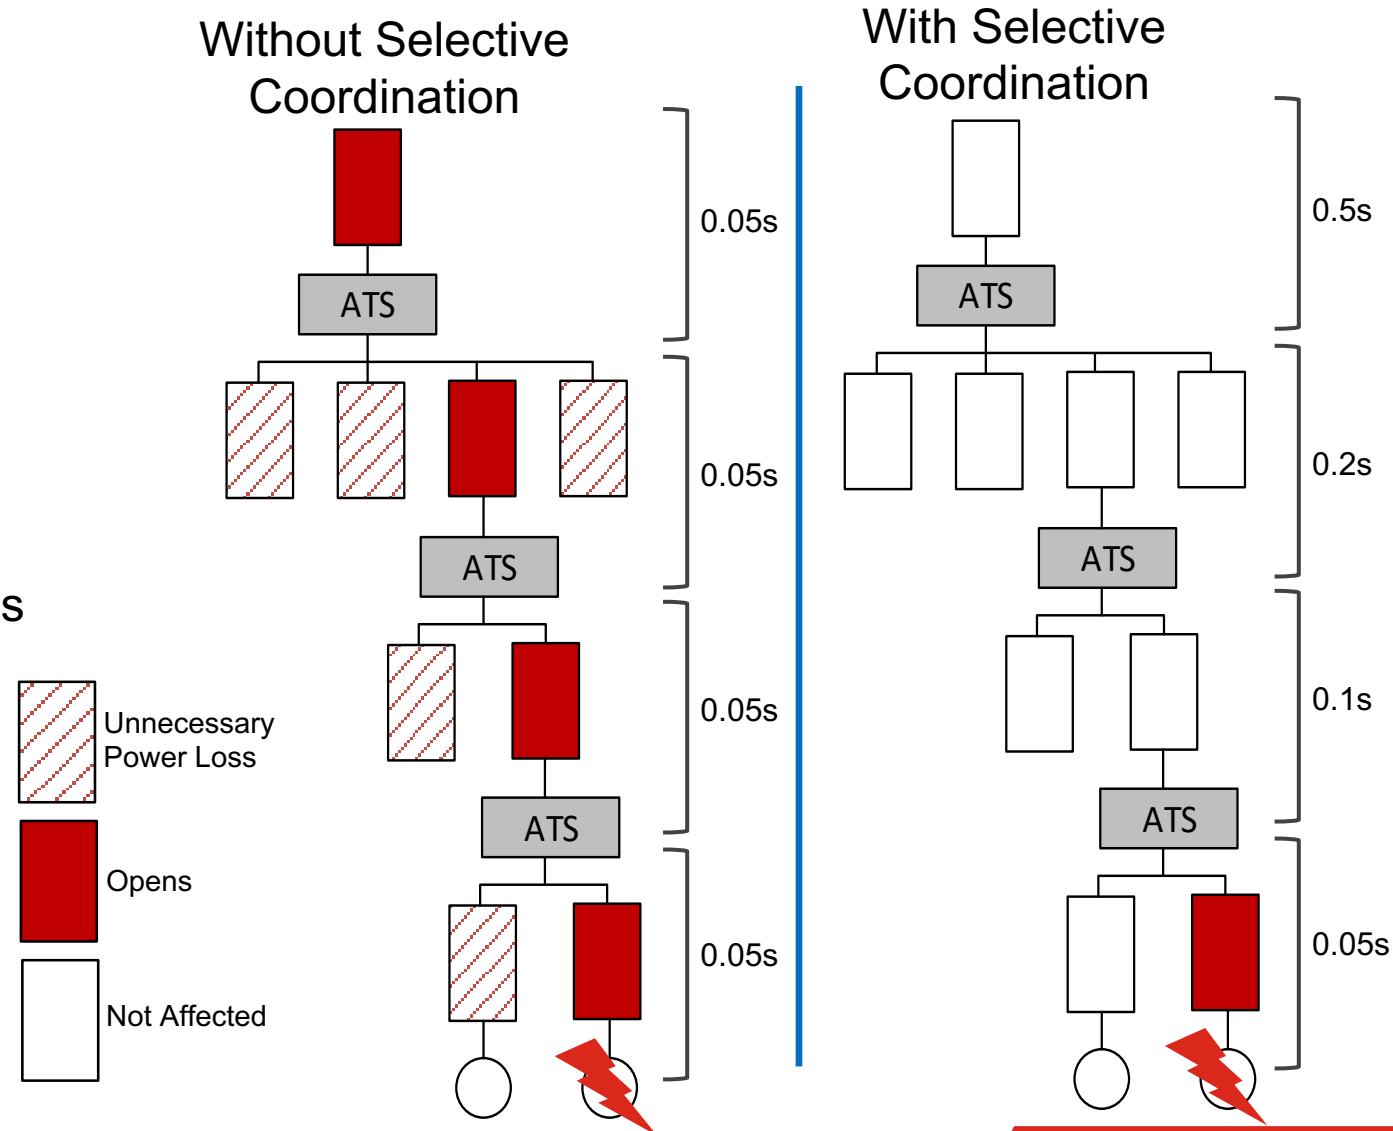 Without Selective
Coordination
0.05s
ATS
0.05s
ATS
0.05s
ATS
0.05s
With Selective
Coordination
0.5s
ATS
0.2s
ATS
0.1s
ATS
0.05s
s
Unnecessary
Power Loss
Opens
Not Affected